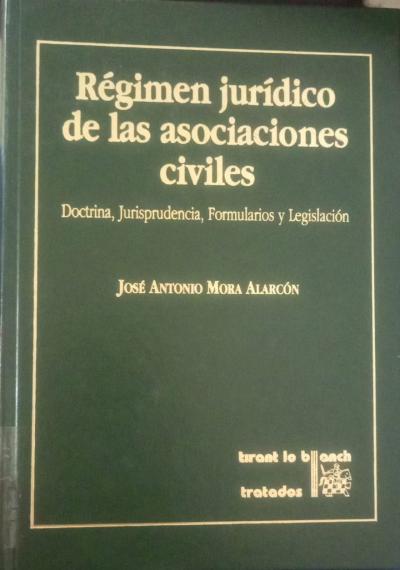 Régimen jurídico
de las asociaciones
civiles
Doctrina, Jurisprudencia, Formularios y Legislación
JOSÉ ANTONIO MORA ALARCÓN
tirant lo blanch
tratados